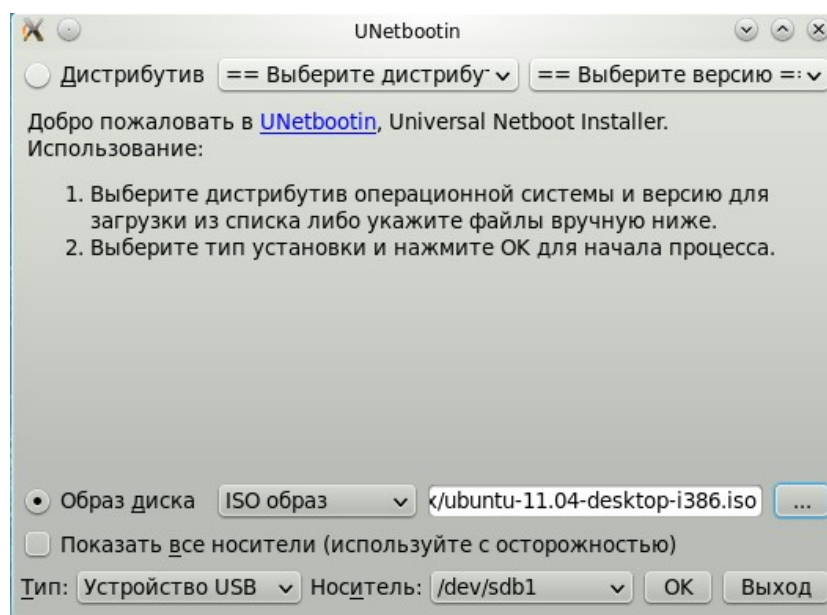 UNetbootin
Дистрибутив == Выберите дистрибу == Выберите версию =
Добро пожаловать в UNetbootin, Universal Netboot Installer.
Использование:
1. Выберите дистрибутив операционной системы и версию для
загрузки из списка либо укажите файлы вручную ниже.
2. Выберите тип установки и нажмите OK для начала процесса.
Образ диска ISO образ x/ubuntu-11.04-desktop-i386.iso ...
Показать все носители (используйте с осторожностью)
Тип: Устройство USB Носитель: /dev/sdb1 OK Выход